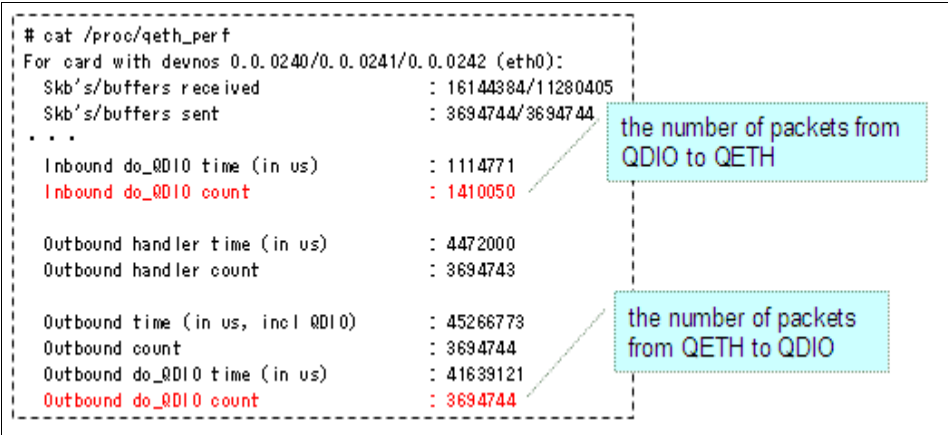 # cat /proc/qeth_perf
For card with devnos 0.0.0240/0.0.0241/0.0.0242 (eth0):
Skb's/buffers received : 16144384/11280405
Skb's/buffers sent : 3694744/3694744
. . .
Inbound do_QDIO time (in us) : 1114771
Inbound do_QDIO count : 1410050
the number of packets from
QDIO to QETH
Outbound handler time (in us) : 4472000
Outbound handler count : 3694743
Outbound time (in us, incl QDIO) : 45266773
Outbound count : 3694744
Outbound do_QDIO time (in us) : 41639121
Outbound do_QDIO count : 3694744
the number of packets
from QETH to QDIO